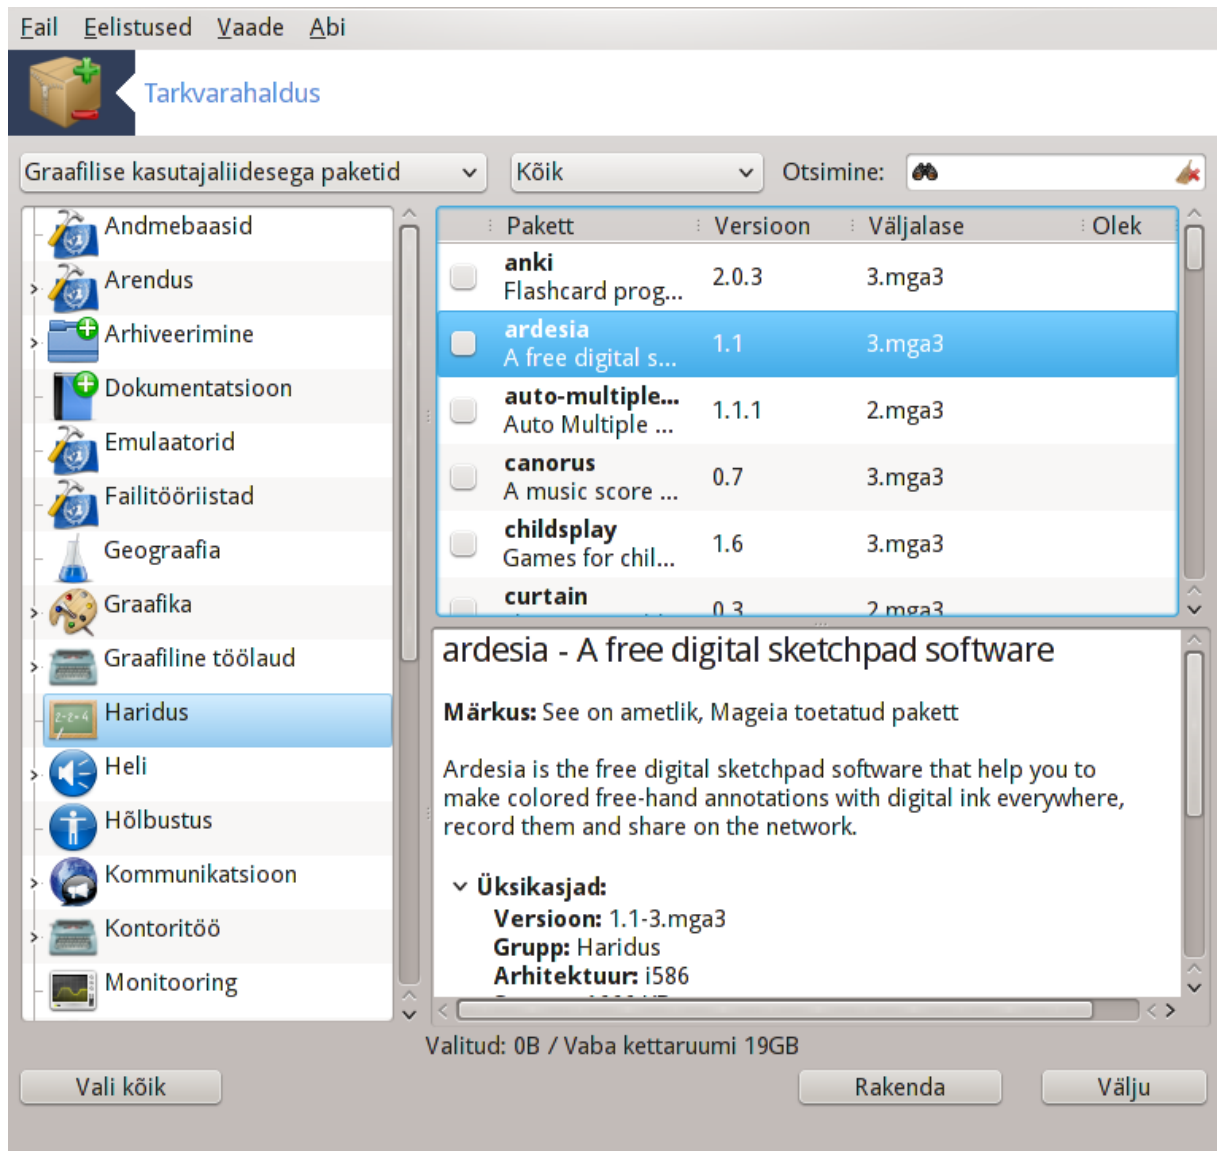 Fail Eelistused Vaade Abi
Tarkvarahaldus
Graafilise kasutajaliidesega paketid Kõik Otsimine:
Andmebaasid
Arendus
Arhiveerimine
Dokumentatsioon
Emulaatorid
Failitööriistad
Geograafia
Graafika
Graafiline töölaud
Haridus
Heli
Hõlbustus
Kommunikatsioon
Kontoritöö
Monitooring
Pakett Versioon Väljalase Olek
anki
Flashcard prog... 2.0.3 3.mga3
ardesia
A free digital s... 1.1 3.mga3
auto-multiple...
Auto Multiple ... 1.1.1 2.mga3
canorus
A music score ... 0.7 3.mga3
childsplay
Games for chil... 1.6 3.mga3
curtain
0.3 2.mga3
ardesia - A free digital sketchpad software
Märkus: See on ametlik, Mageia toetatud pakett
Ardesia is the free digital sketchpad software that help you to
make colored free-hand annotations with digital ink everywhere,
record them and share on the network.
Üksikasjad:
Versioon: 1.1-3.mga3
Grupp: Haridus
Arhitektuur: i586
Valitud: 0B / Vaba kettaruumi 19GB
Vali kõik Rakenda Välju